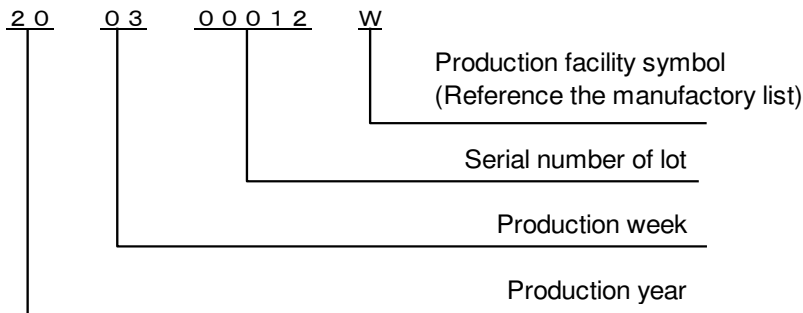 ２０ ０３ ０００１２ Ｗ
Production facility symbol
(Reference the manufactory list)
Serial number of lot
Production week
Production year